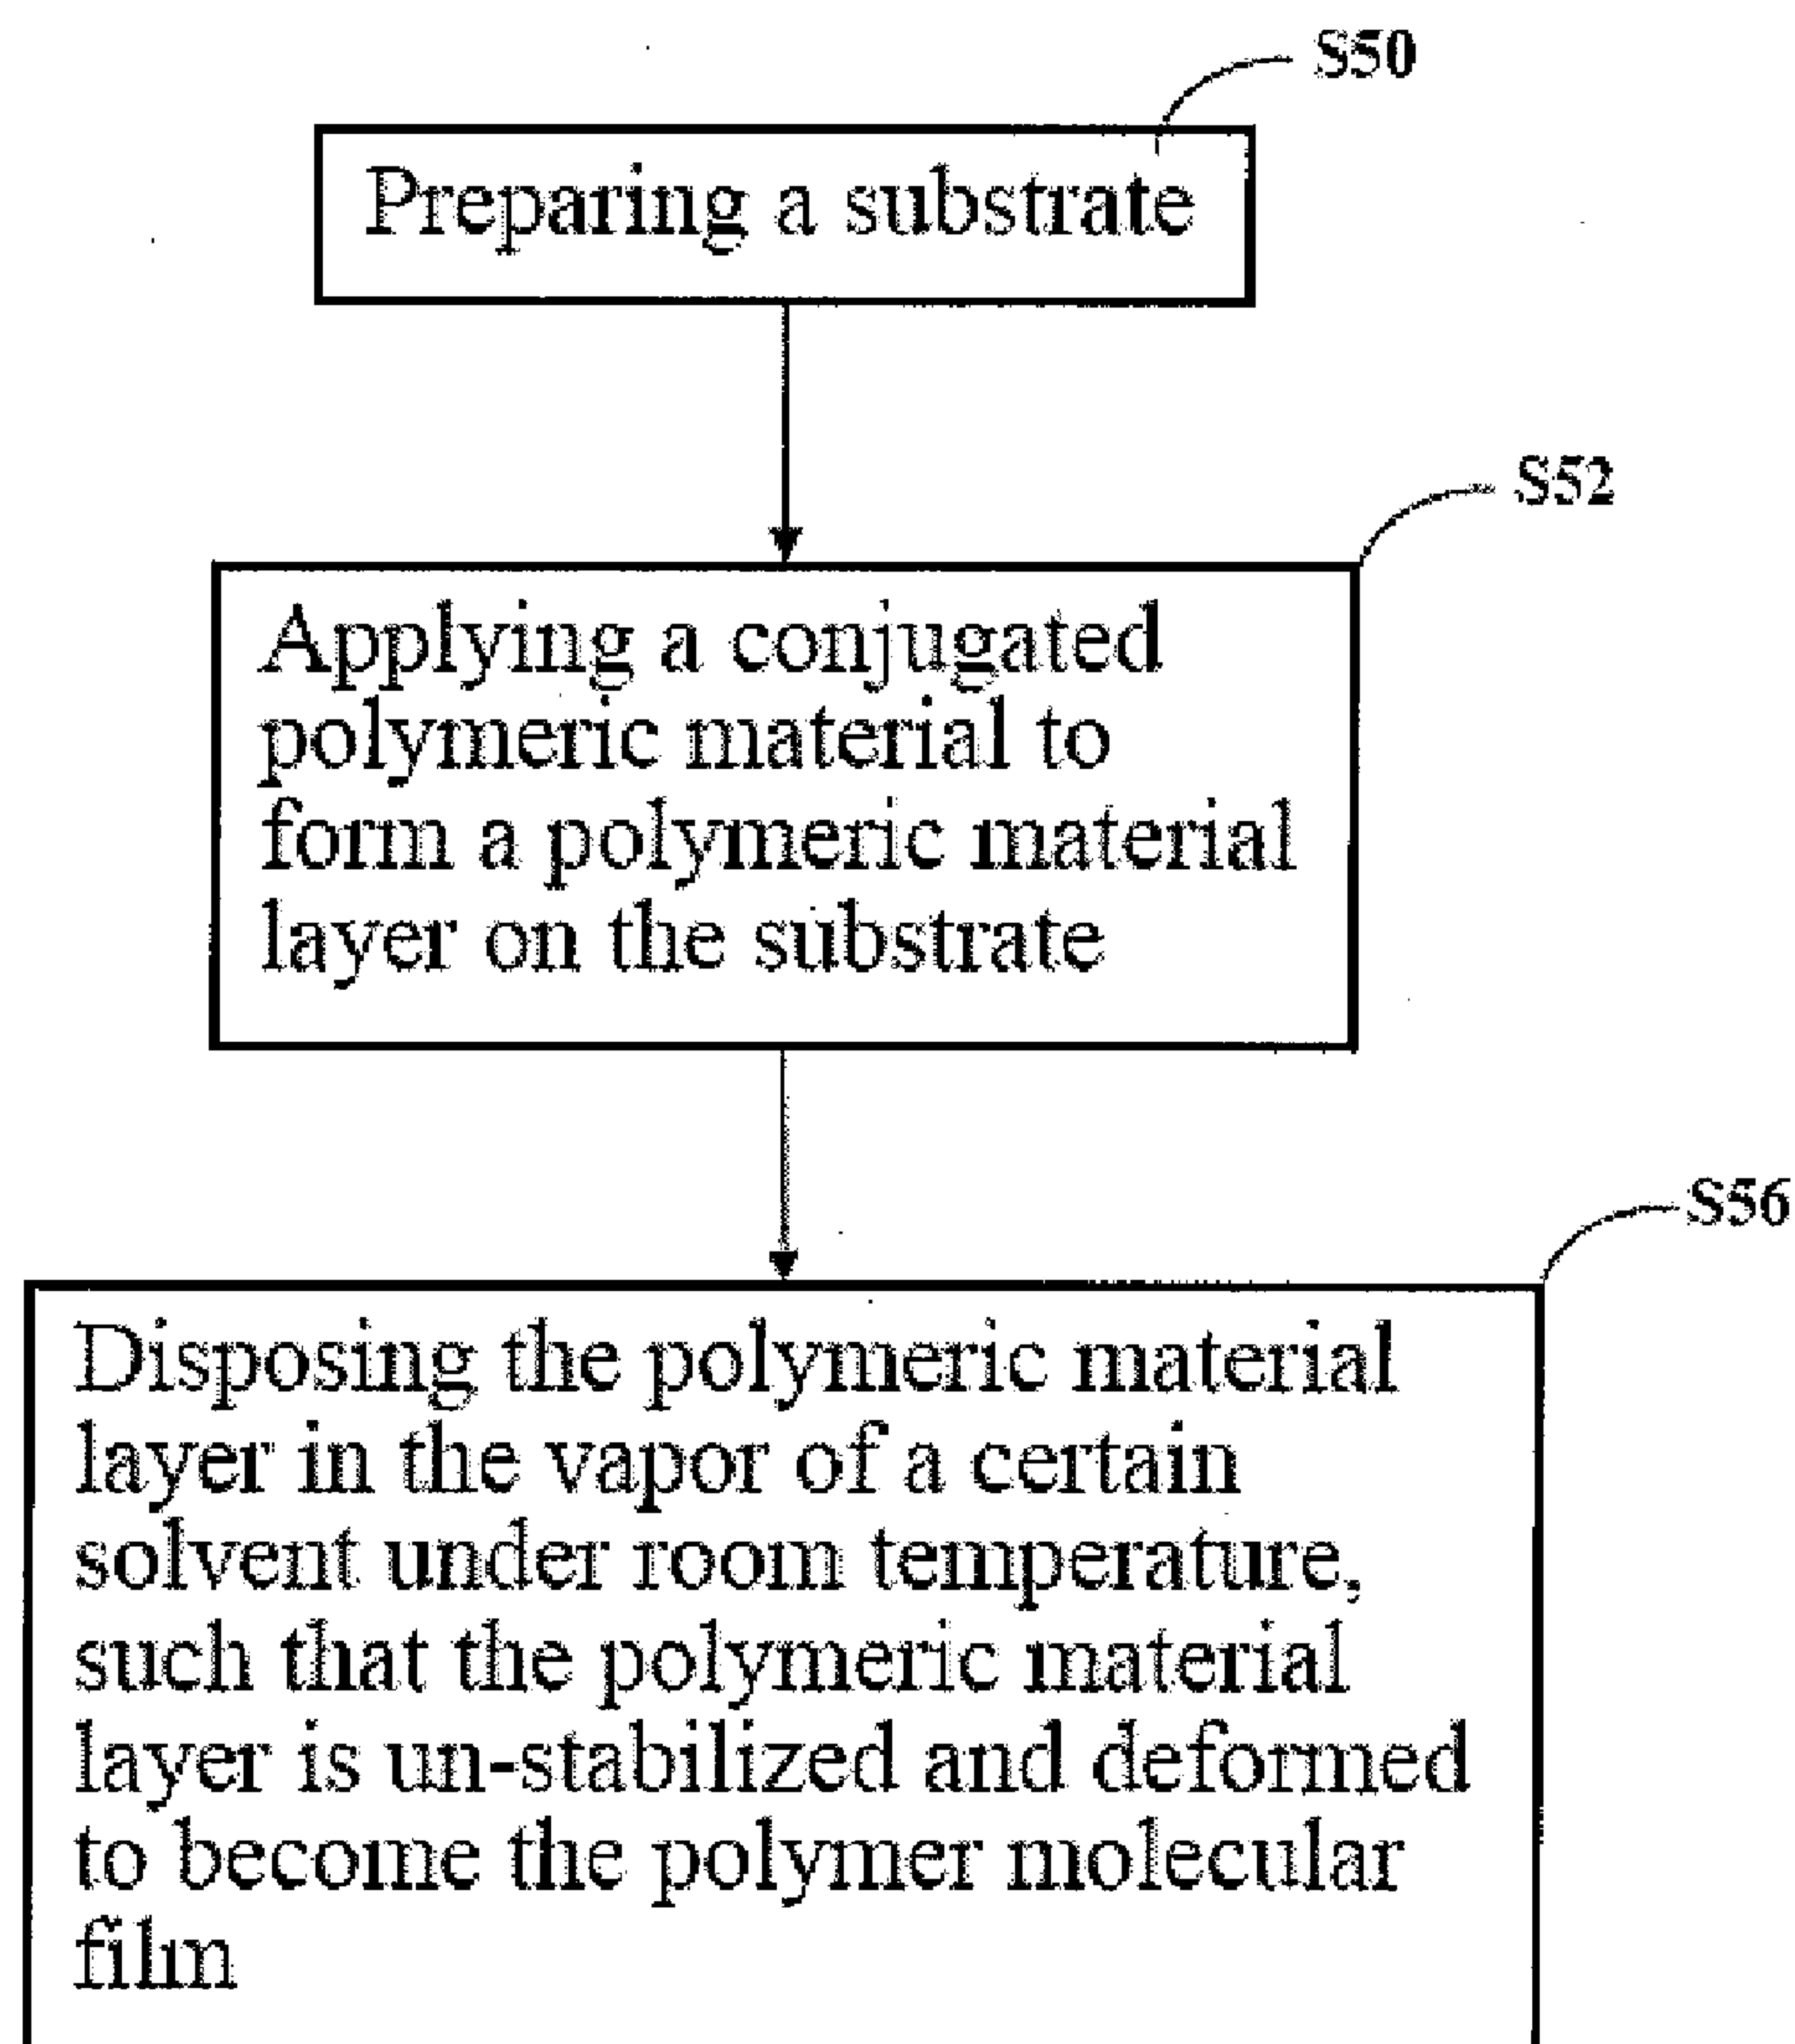 S50
Preparing a substrate
S52
Applying a conjugated
polymeric material to
form a polymeric material
layer on the substrate
S56
Disposing the polymeric material
layer in the vapor of a certain
solvent under room temperature,
such that the polymeric material
layer is un-stabilized and deformed
to become the polymer molecular
film